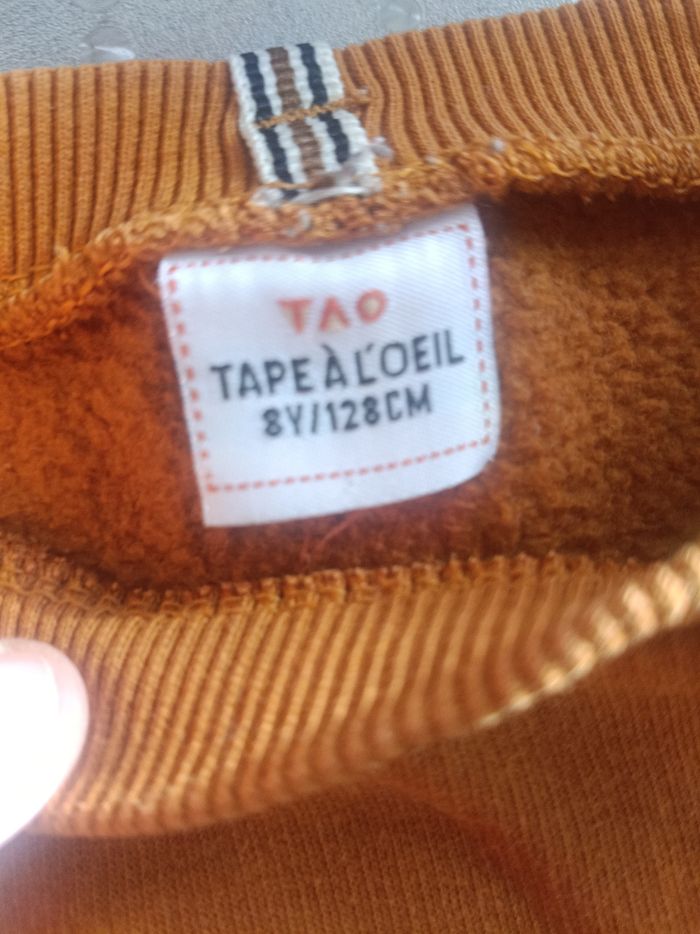 TAO
TAPE À L'OEIL
8Y/128CM